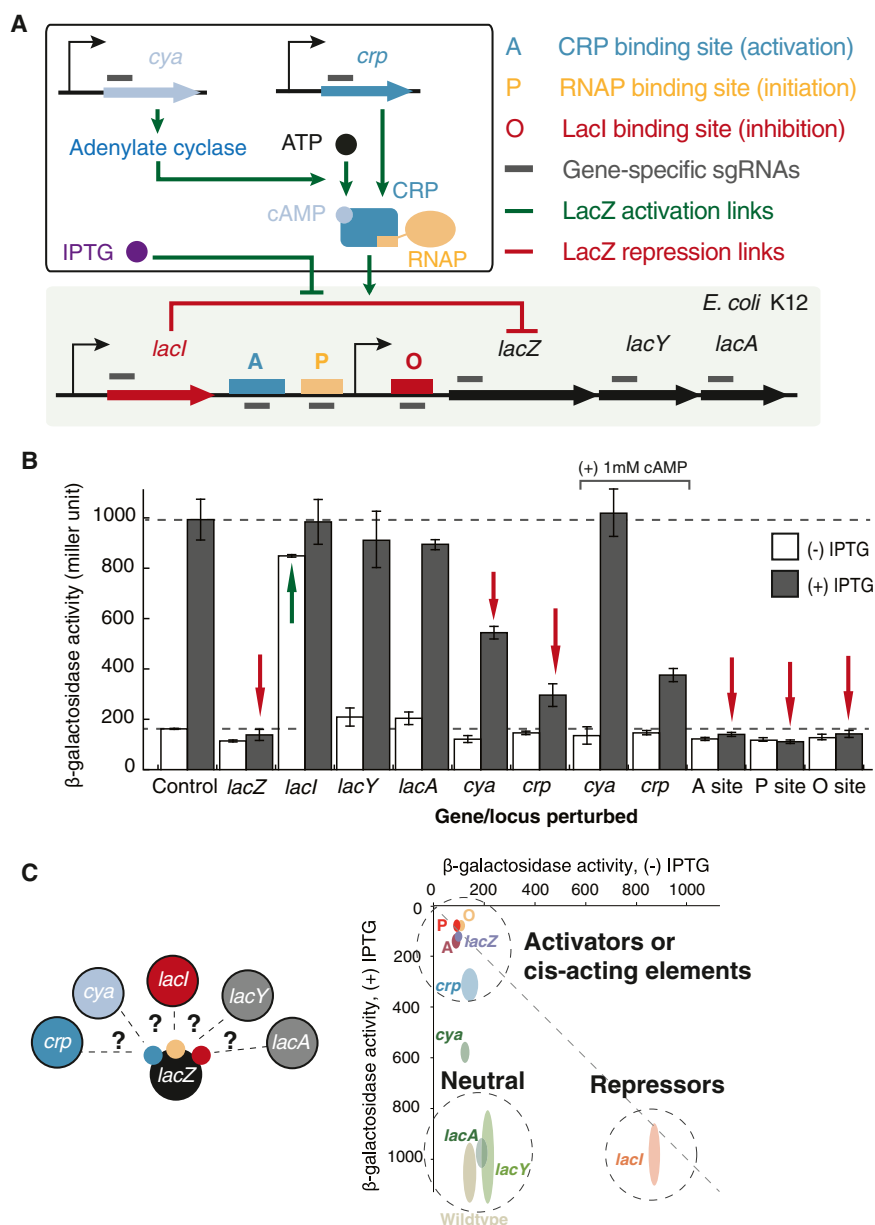 A
cya
crp
Adenylate cyclase
ATP
CRP
cAMP
IPTG
RNAP
A CRP binding site (activation)
P RNAP binding site (initiation)
O LacI binding site (inhibition)
Gene-specific sgRNAs
LacZ activation links
LacZ repression links
E. coli K12
lacI
A
P
O
lacZ
lacY
lacA
B
(+) 1mM cAMP
β-galactosidase activity (miller unit)
1000
800
600
400
200
0
(-) IPTG
(+) IPTG
Control lacZ lacI lacY lacA cya crp cya crp A site P site O site
Gene/locus perturbed
C
crp
cya
lacI
lacY
lacA
? ? ? ?
lacZ
β-galactosidase activity, (-) IPTG
0 200 400 600 800 1000
β-galactosidase activity, (+) IPTG
0
200
400
600
800
1000
P
O
A
lacZ
Activators or
cis-acting elements
crp
cya
Neutral
Repressors
lacA
lacY
lacI
Wildtype